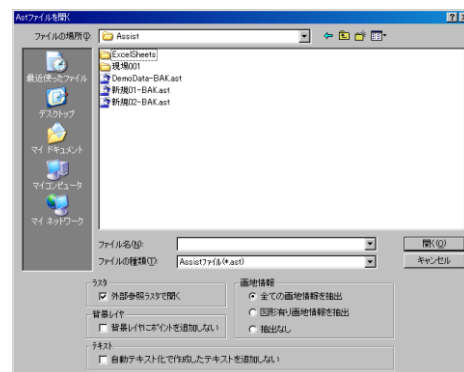 Astファイルを開く
ファイルの場所(I):
Assist
ExcelSheets
現場001
DemoData-BAK.ast
新規01-BAK.ast
新規02-BAK.ast
最近使ったファイル
デスクトップ
マイ ドキュメント
マイ コンピュータ
マイ ネットワーク
ファイル名(N):
開く(O)
ファイルの種類(T):
Assistファイル(*.ast)
キャンセル
ラスタ
外部参照ラスタで開く
背景レイヤ
背景レイヤにポイントを追加しない
画地情報
全ての画地情報を抽出
図形有り画地情報を抽出
抽出なし
テキスト
自動テキスト化で作成したテキストを追加しない